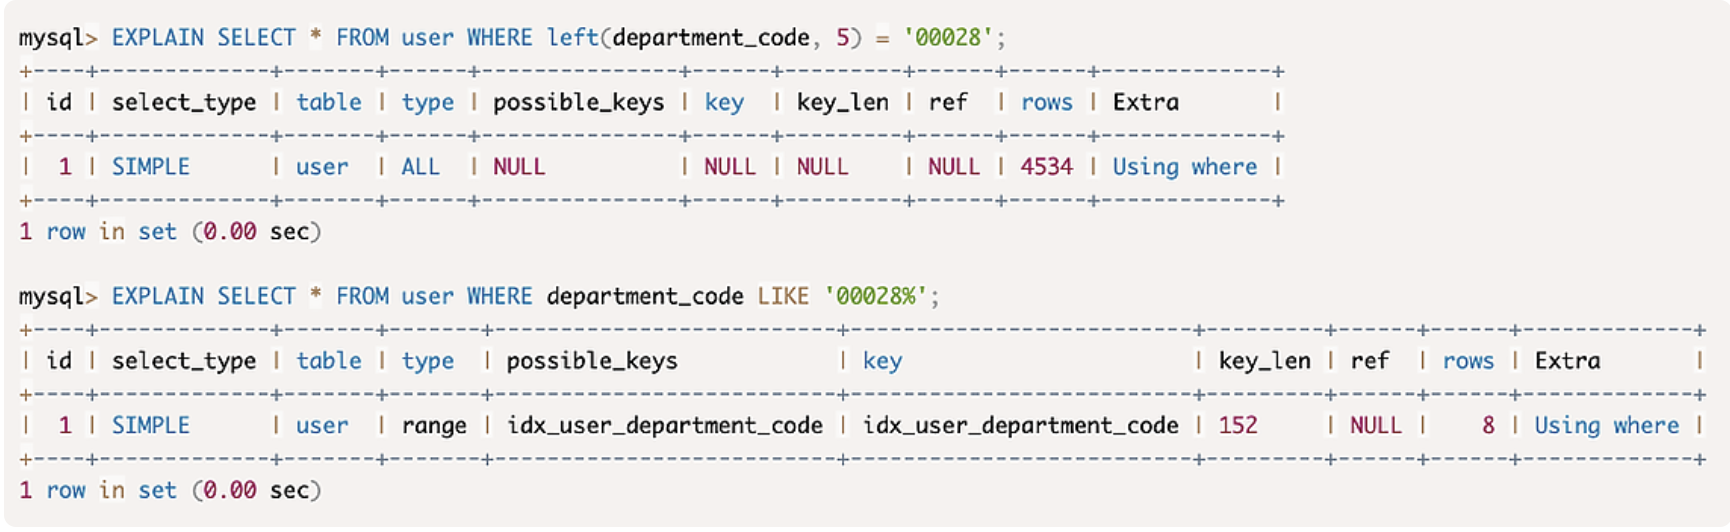 mysql> EXPLAIN SELECT * FROM user WHERE left(department_code, 5) = '00028';
+----+-------------+-------+------+---------------+------+---------+------+------+-------------+
| id | select_type | table | type | possible_keys | key  | key_len | ref  | rows | Extra       |
+----+-------------+-------+------+---------------+------+---------+------+------+-------------+
|  1 | SIMPLE      | user  | ALL  | NULL          | NULL | NULL    | NULL | 4534 | Using where |
+----+-------------+-------+------+---------------+------+---------+------+------+-------------+
1 row in set (0.00 sec)
mysql> EXPLAIN SELECT * FROM user WHERE department_code LIKE '00028%';
+----+-------------+-------+-------+--------------------------+--------------------------+---------+------+------+-------------+
| id | select_type | table | type  | possible_keys            | key                      | key_len | ref  | rows | Extra       |
+----+-------------+-------+-------+--------------------------+--------------------------+---------+------+------+-------------+
|  1 | SIMPLE      | user  | range | idx_user_department_code | idx_user_department_code | 152     | NULL |    8 | Using where |
+----+-------------+-------+-------+--------------------------+--------------------------+---------+------+------+-------------+
1 row in set (0.00 sec)